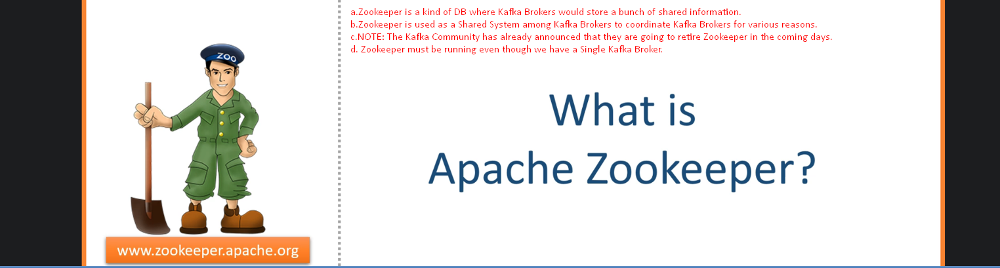 a.Zookeeper is a kind of DB where Kafka Brokers would store a bunch of shared information.
b.Zookeeper is used as a Shared System among Kafka Brokers to coordinate Kafka Brokers for various reasons.
c.NOTE: The Kafka Community has already announced that they are going to retire Zookeeper in the coming days.
d. Zookeeper must be running even though we have a Single Kafka Broker.
ZOO
What is
Apache Zookeeper?
www.zookeeper.apache.org